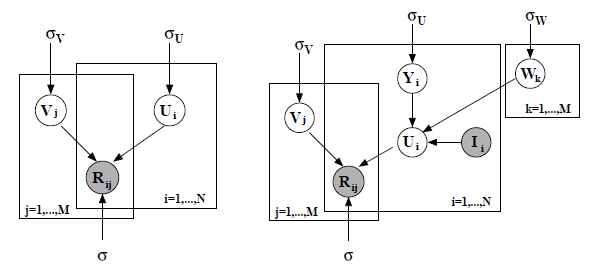 σV
σU
Vj
Ui
Rij
i=1,...,N
j=1,...,M
σ
σU
σW
σV
Yi
Wk
k=1,...,M
Vj
Ui
Ii
Rij
i=1,...,N
j=1,...,M
σ